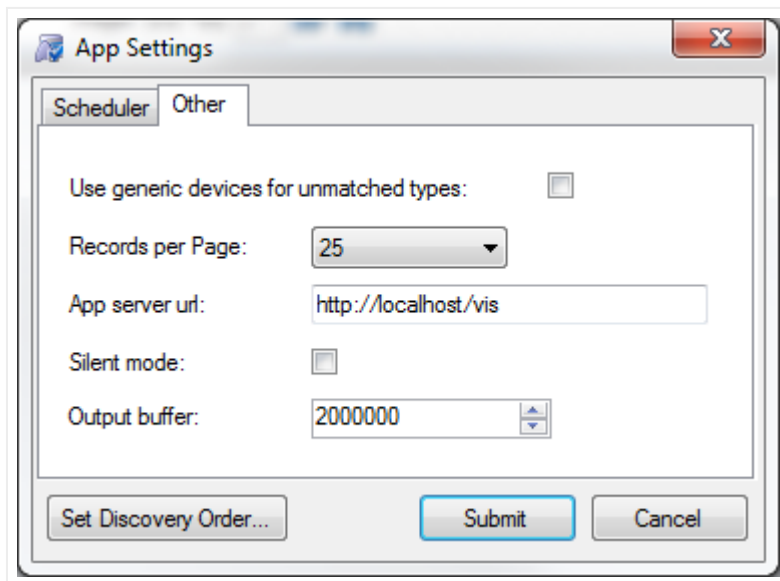 App Settings
Scheduler Other
Use generic devices for unmatched types:
Records per Page: 25
App server url: http://localhost/vis
Silent mode:
Output buffer: 2000000
Set Discovery Order... Submit Cancel